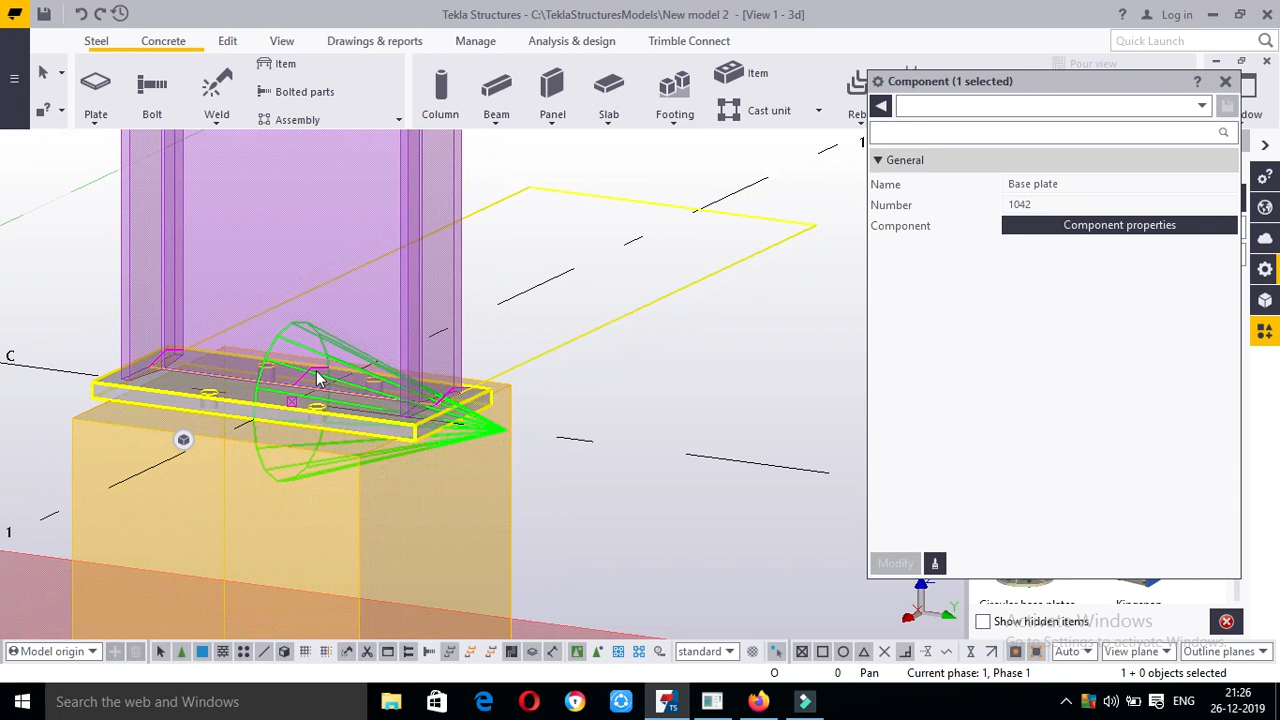 Tekla Structures - C:\TeklaStructuresModels\New model 2 - [View 1 - 3d]
? Log in
Steel Concrete Edit View Drawings & reports Manage Analysis & design Trimble Connect
Quick Launch
Item
Pour view
Component (1 selected) ?
Item
Bolted parts
Plate Bolt Weld
Column Beam Panel Slab Footing
Cast unit
Assembly
General
Name Base plate
Number 1042
Component Component properties
1
C
1
Modify
Circular base plates
Kingspan
Show hidden items
Activate Windows
Go to Settings to activate Windows.
Model origin
standard
Auto
View plane
Outline planes
O 0 Pan Current phase: 1, Phase 1 1 + 0 objects selected
Search the web and Windows
ENG
21:26
26-12-2019